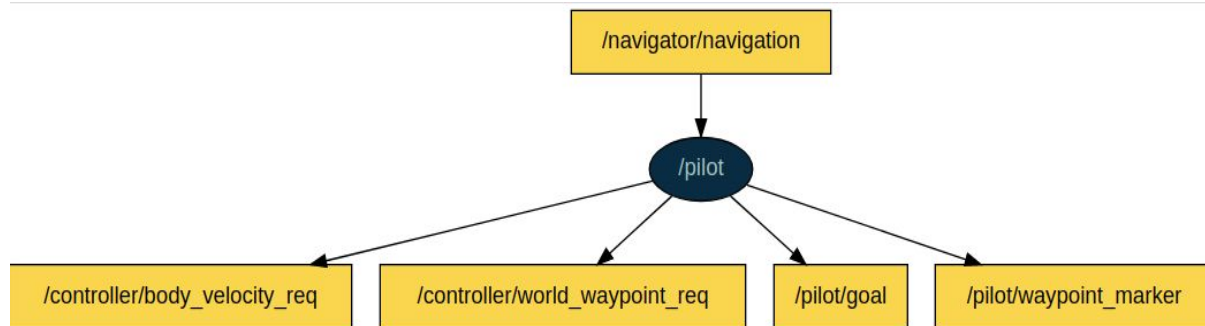 /navigator/navigation
/pilot
/controller/body_velocity_req
/controller/world_waypoint_req
/pilot/goal
/pilot/waypoint_marker